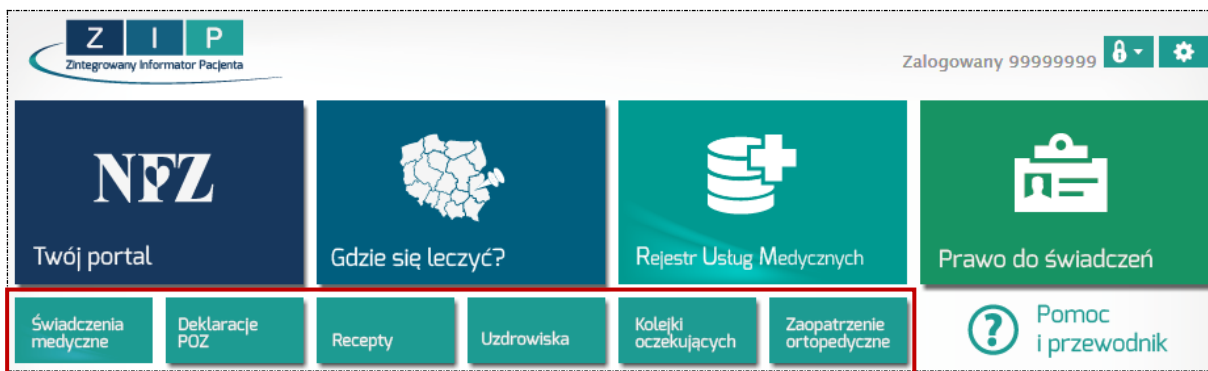 Z I P
Zintegrowany Informator Pacjenta
Zalogowany 99999999
NFZ
Twój portal
Gdzie się leczyć?
Rejestr Usług Medycznych
Prawo do świadczeń
Świadczenia
medyczne
Deklaracje
POZ
Recepty
Uzdrowiska
Kolejki
oczekujących
Zaopatrzenie
ortopedyczne
?
Pomoc
i przewodnik